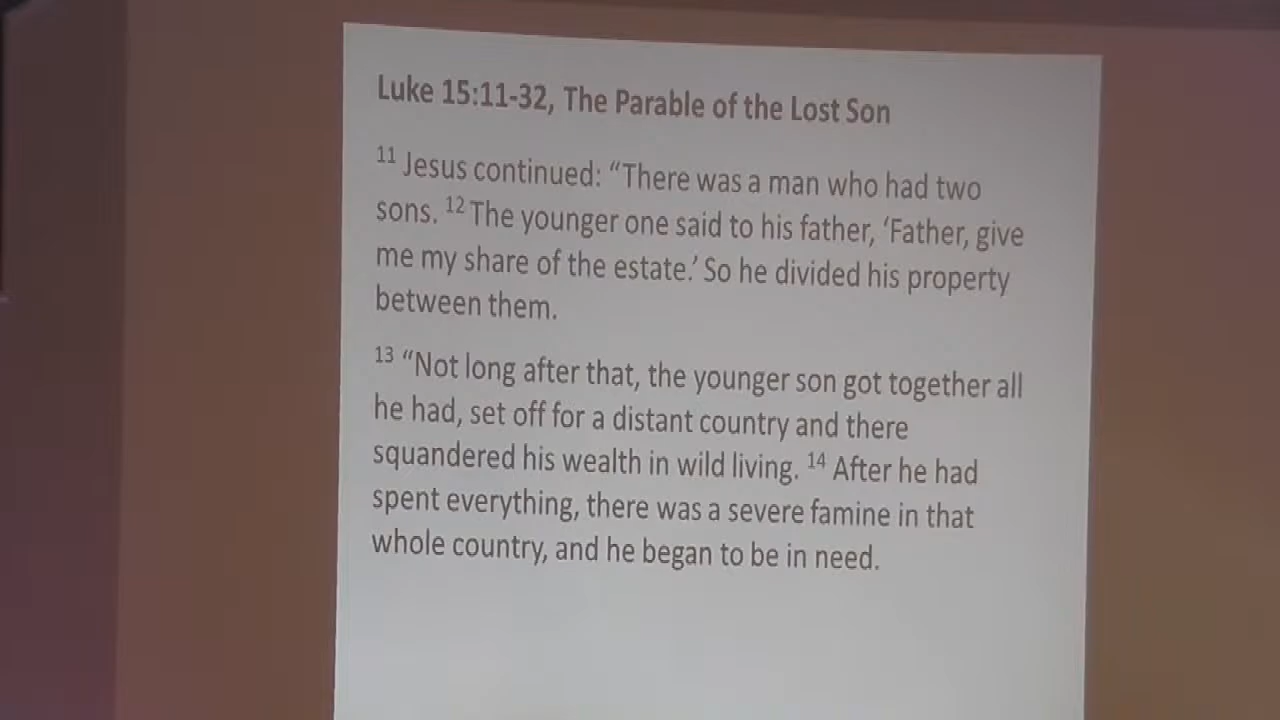 Luke 15:11-32, The Parable of the Lost Son
11 Jesus continued: “There was a man who had two
sons. 12 The younger one said to his father, ‘Father, give
me my share of the estate.’ So he divided his property
between them.
13 “Not long after that, the younger son got together all
he had, set off for a distant country and there
squandered his wealth in wild living. 14 After he had
spent everything, there was a severe famine in that
whole country, and he began to be in need.